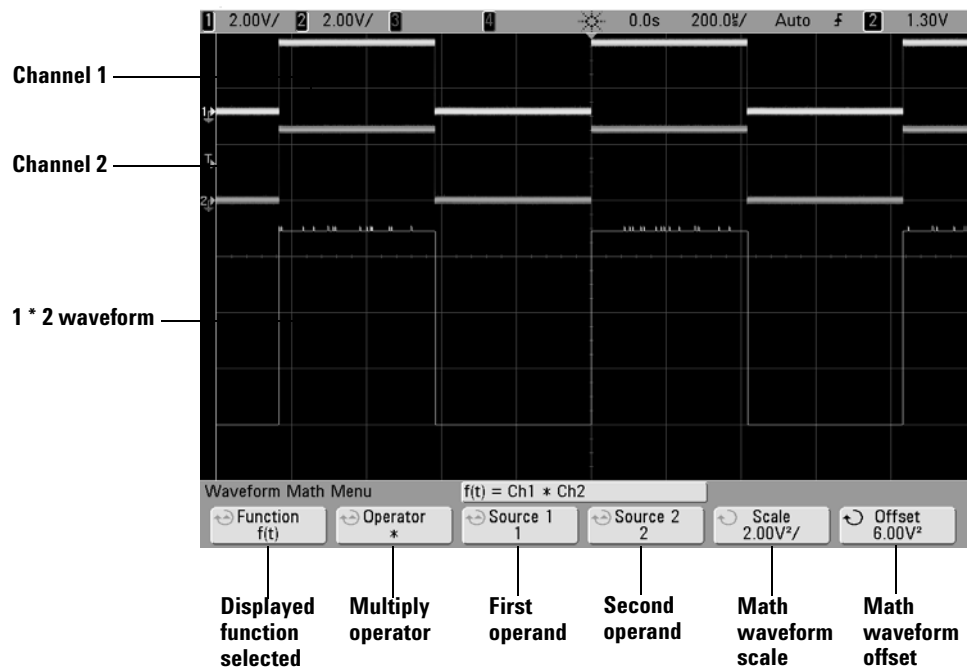 1 2.00V/ 2 2.00V/ 3 4 0.0s 200.0㎱/ Auto 2 1.30V
Channel 1
1
Channel 2
T
2
1 * 2 waveform
Waveform Math Menu f(t) = Ch1 * Ch2
Function Operator Source 1 Source 2 Scale Offset
f(t) * 1 2 2.00V²/ 6.00V²
Displayed function selected
Multiply operator
First operand
Second operand
Math waveform scale
Math waveform offset